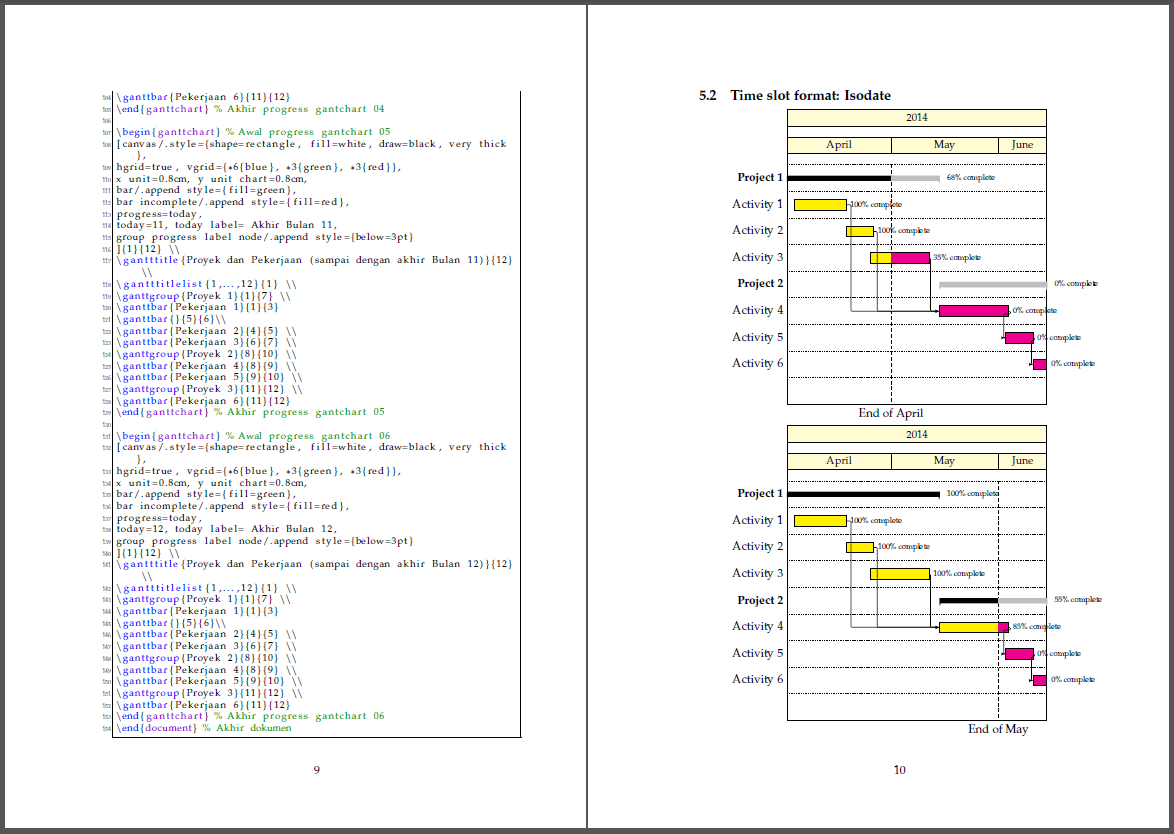 104 \ganttbar{Pekerjaan 6}{11}{12}
105 \end{ganttchart} % Akhir progress gantchart 04
106
107 \begin{ganttchart} % Awal progress gantchart 05
108 [canvas/.style={shape=rectangle, fill=white, draw=black, very thick
},
109 hgrid=true, vgrid={*6{blue}, *3{green}, *3{red}},
110 x unit=0.8cm, y unit chart=0.8cm,
111 bar/.append style={fill=green},
112 bar incomplete/.append style={fill=red},
113 progress=today,
114 today=11, today label= Akhir Bulan 11,
115 group progress label node/.append style={below=3pt}
116 ]{1}{12} \\
117 \gantttitle{Proyek dan Pekerjaan (sampai dengan akhir Bulan 11)}{12}
\\
118 \gantttitlelist{1,...,12}{1} \\
119 \ganttgroup{Proyek 1}{1}{7} \\
120 \ganttbar{Pekerjaan 1}{1}{3}
121 \ganttbar{}{5}{6}\\
122 \ganttbar{Pekerjaan 2}{4}{5} \\
123 \ganttbar{Pekerjaan 3}{6}{7} \\
124 \ganttgroup{Proyek 2}{8}{10} \\
125 \ganttbar{Pekerjaan 4}{8}{9} \\
126 \ganttbar{Pekerjaan 5}{9}{10} \\
127 \ganttgroup{Proyek 3}{11}{12} \\
128 \ganttbar{Pekerjaan 6}{11}{12}
129 \end{ganttchart} % Akhir progress gantchart 05
130
131 \begin{ganttchart} % Awal progress gantchart 06
132 [canvas/.style={shape=rectangle, fill=white, draw=black, very thick
},
133 hgrid=true, vgrid={*6{blue}, *3{green}, *3{red}},
134 x unit=0.8cm, y unit chart=0.8cm,
135 bar/.append style={fill=green},
136 bar incomplete/.append style={fill=red},
137 progress=today,
138 today=12, today label= Akhir Bulan 12,
139 group progress label node/.append style={below=3pt}
140 ]{1}{12} \\
141 \gantttitle{Proyek dan Pekerjaan (sampai dengan akhir Bulan 12)}{12}
\\
142 \gantttitlelist{1,...,12}{1} \\
143 \ganttgroup{Proyek 1}{1}{7} \\
144 \ganttbar{Pekerjaan 1}{1}{3}
145 \ganttbar{}{5}{6}\\
146 \ganttbar{Pekerjaan 2}{4}{5} \\
147 \ganttbar{Pekerjaan 3}{6}{7} \\
148 \ganttgroup{Proyek 2}{8}{10} \\
149 \ganttbar{Pekerjaan 4}{8}{9} \\
150 \ganttbar{Pekerjaan 5}{9}{10} \\
151 \ganttgroup{Proyek 3}{11}{12} \\
152 \ganttbar{Pekerjaan 6}{11}{12}
153 \end{ganttchart} % Akhir progress gantchart 06
154 \end{document} % Akhir dokumen
9
5.2 Time slot format: Isodate
2014
April May June
Project 1 68% complete
Activity 1 100% complete
Activity 2 100% complete
Activity 3 35% complete
Project 2 0% complete
Activity 4 0% complete
Activity 5 0% complete
Activity 6 0% complete
End of April
2014
April May June
Project 1 100% complete
Activity 1 100% complete
Activity 2 100% complete
Activity 3 100% complete
Project 2 55% complete
Activity 4 85% complete
Activity 5 0% complete
Activity 6 0% complete
End of May
10